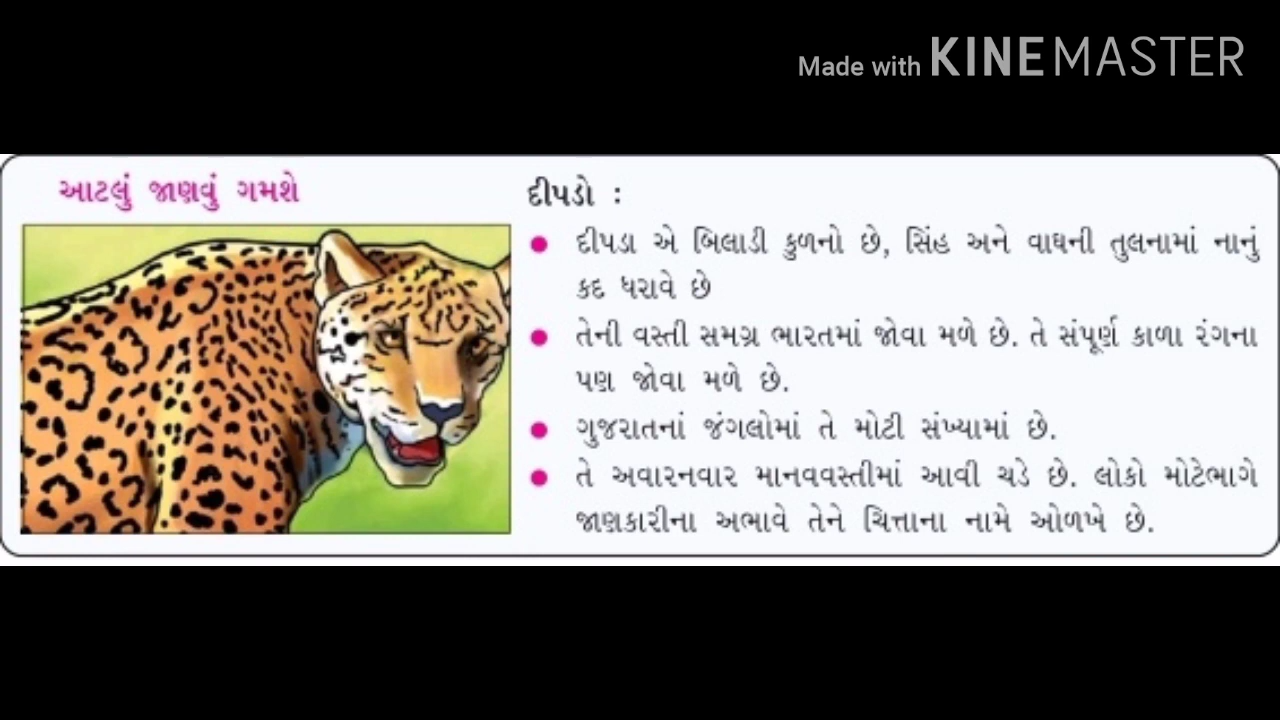 Made with KINEMASTER
આટલું જાણવું ગમશે
દીપડો :
● દીપડા એ બિલાડી કુળનો છે, સિંહ અને વાઘની તુલનામાં નાનું
કદ ધરાવે છે
● તેની વસ્તી સમગ્ર ભારતમાં જોવા મળે છે. તે સંપૂર્ણ કાળા રંગના
પણ જોવા મળે છે.
● ગુજરાતનાં જંગલોમાં તે મોટી સંખ્યામાં છે.
● તે અવારનવાર માનવવસ્તીમાં આવી ચડે છે. લોકો મોટેભાગે
જાણકારીના અભાવે તેને ચિત્તાના નામે ઓળખે છે.